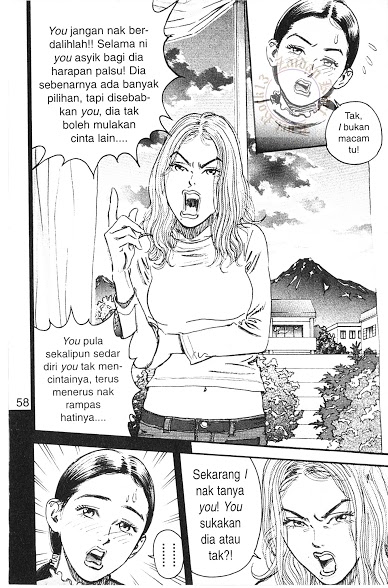 You jangan nak ber-
dalihlah!! Selama ni
you asyik bagi dia
harapan palsu! Dia
sebenarnya ada banyak
pilihan, tapi disebab-
kan you, dia tak
boleh mulakan
cinta lain....
Tak,
I bukan
macam
tu!
You pula
sekalipun sedar
diri you tak men-
cintainya, terus
menerus nak
rampas
hatinya....
58
Sekarang I
nak tanya
you! You
sukakan
dia atau
tak?!